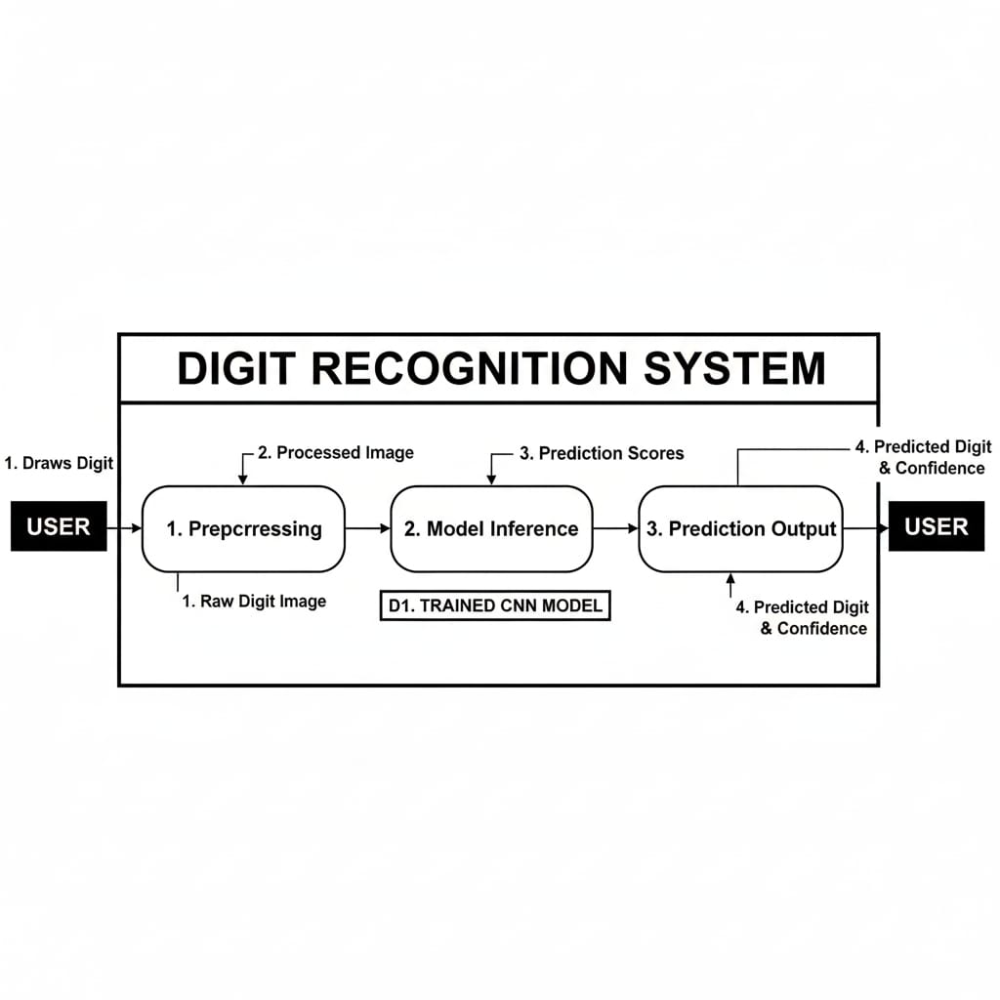 DIGIT RECOGNITION SYSTEM
1. Draws Digit
2. Processed Image
3. Prediction Scores
4. Predicted Digit
& Confidence
USER
1. Prepcrressing
2. Model Inference
3. Prediction Output
USER
1. Raw Digit Image
D1. TRAINED CNN MODEL
4. Predicted Digit
& Confidence